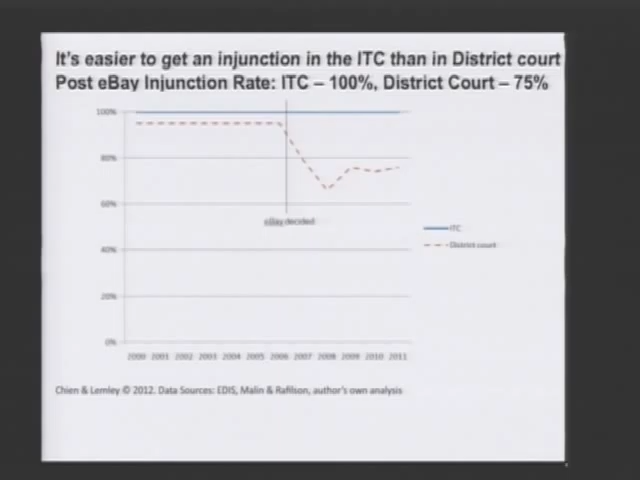 It's easier to get an injunction in the ITC than in District court
Post eBay Injunction Rate: ITC – 100%, District Court – 75%
100%
80%
60%
40%
20%
0%
eBay decided
2000 2001 2002 2003 2004 2005 2006 2007 2008 2009 2010 2011
ITC
District court
Chien & Lemley © 2012. Data Sources: EDIS, Malin & Rafilson, author's own analysis